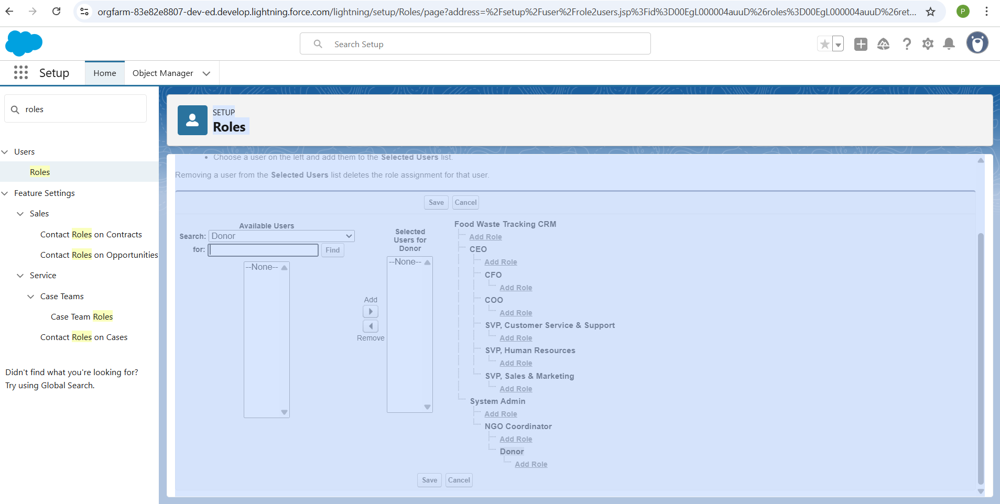 orgfarm-83e82e8807-dev-ed.develop.lightning.force.com/lightning/setup/Roles/page?address=%2Fsetup%2Fuser%2Frole2users.jsp%3Fid%3D00EgL000004auuD%26roles%3D00EgL000004auuD%26ret...
P
Search Setup
Setup
Home
Object Manager
roles
Users
Roles
Feature Settings
Sales
Contact Roles on Contracts
Contact Roles on Opportunities
Service
Case Teams
Case Team Roles
Contact Roles on Cases
Didn't find what you're looking for?
Try using Global Search.
SETUP
Roles
• Choose a user on the left and add them to the Selected Users list.
Removing a user from the Selected Users list deletes the role assignment for that user.
Save Cancel
Available Users
Search: Donor
for: Find
--None--
Add
Remove
Selected
Users for
Donor
--None--
Food Waste Tracking CRM
Add Role
CEO
Add Role
CFO
Add Role
COO
Add Role
SVP, Customer Service & Support
Add Role
SVP, Human Resources
Add Role
SVP, Sales & Marketing
Add Role
System Admin
Add Role
NGO Coordinator
Add Role
Donor
Add Role
Save Cancel